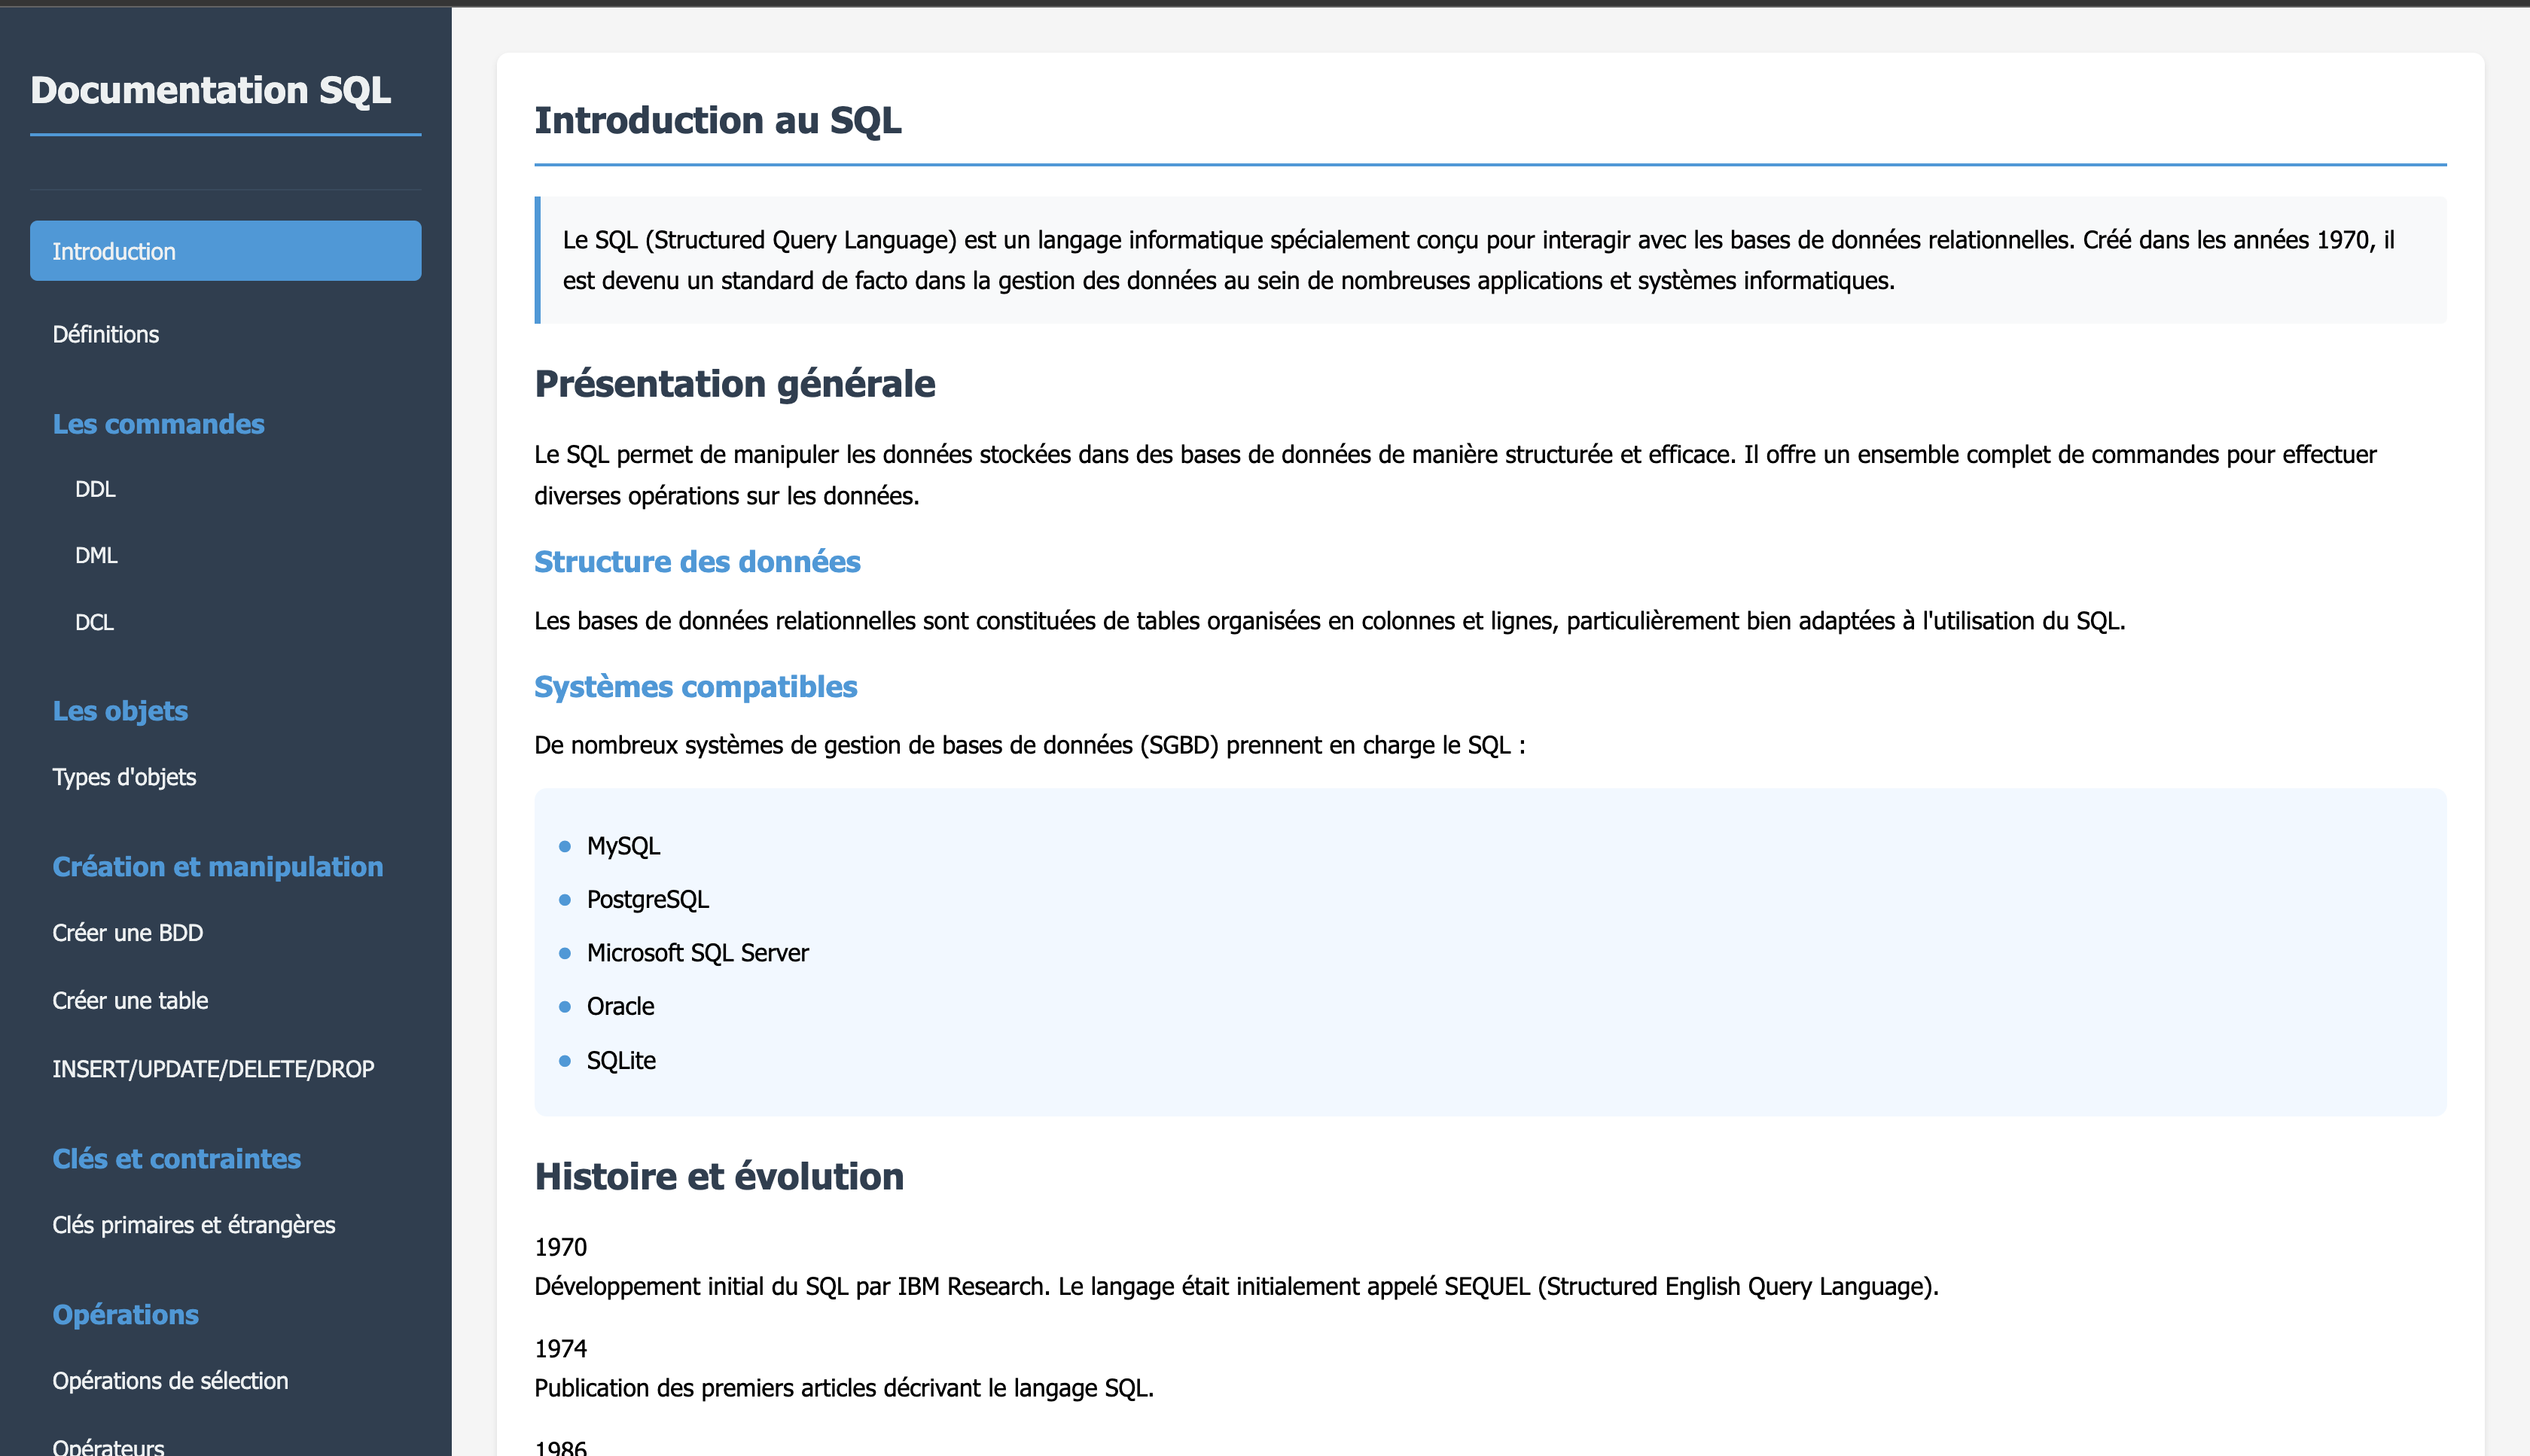 Documentation SQL
Introduction
Définitions
Les commandes
DDL
DML
DCL
Les objets
Types d'objets
Création et manipulation
Créer une BDD
Créer une table
INSERT/UPDATE/DELETE/DROP
Clés et contraintes
Clés primaires et étrangères
Opérations
Opérations de sélection
Opérateurs
Introduction au SQL
Le SQL (Structured Query Language) est un langage informatique spécialement conçu pour interagir avec les bases de données relationnelles. Créé dans les années 1970, il
est devenu un standard de facto dans la gestion des données au sein de nombreuses applications et systèmes informatiques.
Présentation générale
Le SQL permet de manipuler les données stockées dans des bases de données de manière structurée et efficace. Il offre un ensemble complet de commandes pour effectuer
diverses opérations sur les données.
Structure des données
Les bases de données relationnelles sont constituées de tables organisées en colonnes et lignes, particulièrement bien adaptées à l'utilisation du SQL.
Systèmes compatibles
De nombreux systèmes de gestion de bases de données (SGBD) prennent en charge le SQL :
MySQL
PostgreSQL
Microsoft SQL Server
Oracle
SQLite
Histoire et évolution
1970
Développement initial du SQL par IBM Research. Le langage était initialement appelé SEQUEL (Structured English Query Language).
1974
Publication des premiers articles décrivant le langage SQL.
1986